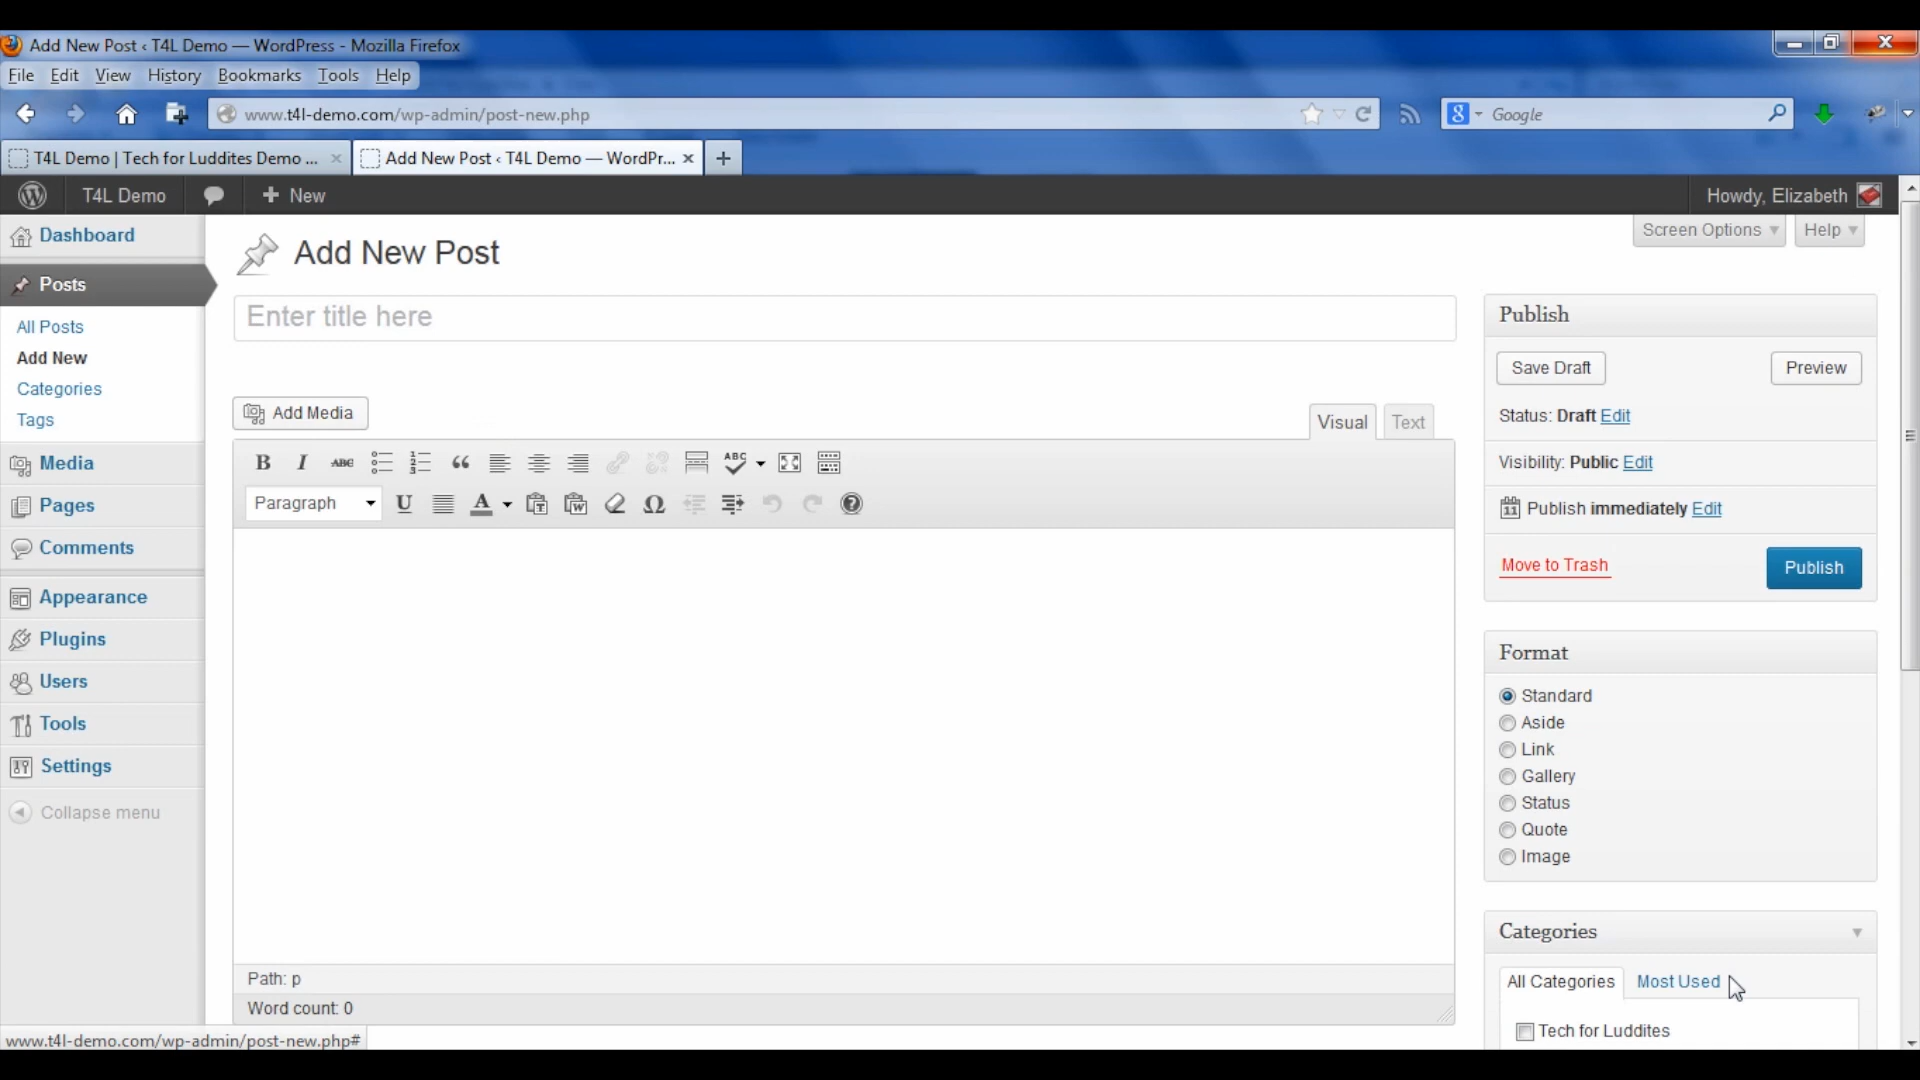 Add New Post ‹ T4L Demo — WordPress - Mozilla Firefox
File Edit View History Bookmarks Tools Help
www.t4l-demo.com/wp-admin/post-new.php
Google
T4L Demo | Tech for Luddites Demo ...
Add New Post ‹ T4L Demo — WordPr...
T4L Demo
New
Howdy, Elizabeth
Dashboard
Posts
All Posts
Add New
Categories
Tags
Media
Pages
Comments
Appearance
Plugins
Users
Tools
Settings
Collapse menu
Screen Options
Help
Add New Post
Enter title here
Add Media
Visual
Text
B I ABC ABC
Paragraph U A
Path: p
Word count: 0
Publish
Save Draft
Preview
Status: Draft Edit
Visibility: Public Edit
Publish immediately Edit
Move to Trash
Publish
Format
Standard
Aside
Link
Gallery
Status
Quote
Image
Categories
All Categories
Most Used
Tech for Luddites
www.t4l-demo.com/wp-admin/post-new.php#